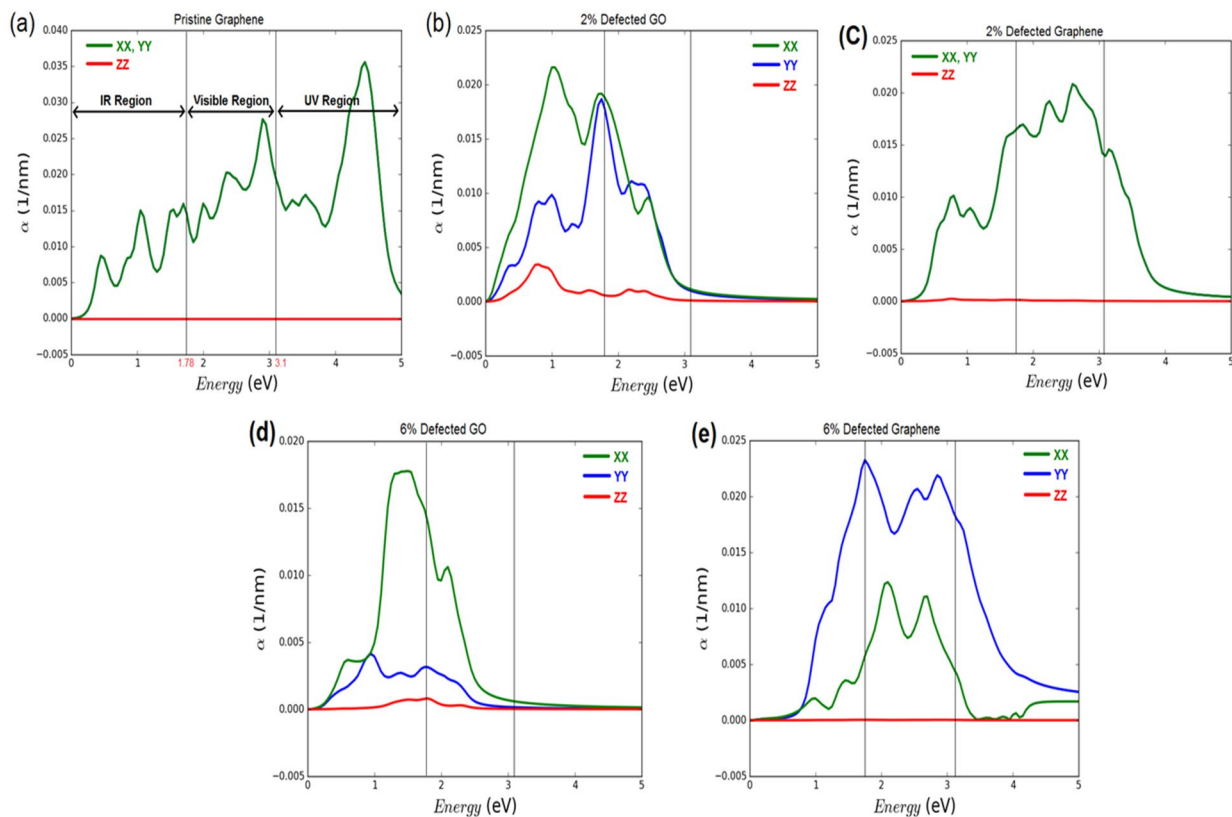 (a)
Pristine Graphene
0.040
0.035
0.030
0.025
0.020
0.015
0.010
0.005
0.000
−0.005
α (1/nm)
XX, YY
ZZ
IR Region
Visible Region
UV Region
0 1 1.78 2 3 3.1 4 5
Energy (eV)
(b)
2% Defected GO
0.025
0.020
0.015
0.010
0.005
0.000
−0.005
α (1/nm)
XX
YY
ZZ
0 1 2 3 4 5
Energy (eV)
(C)
2% Defected Graphene
0.025
0.020
0.015
0.010
0.005
0.000
−0.005
α (1/nm)
XX, YY
ZZ
0 1 2 3 4 5
Energy (eV)
(d)
6% Defected GO
0.020
0.015
0.010
0.005
0.000
−0.005
α (1/nm)
XX
YY
ZZ
0 1 2 3 4 5
Energy (eV)
(e)
6% Defected Graphene
0.025
0.020
0.015
0.010
0.005
0.000
−0.005
α (1/nm)
XX
YY
ZZ
0 1 2 3 4 5
Energy (eV)